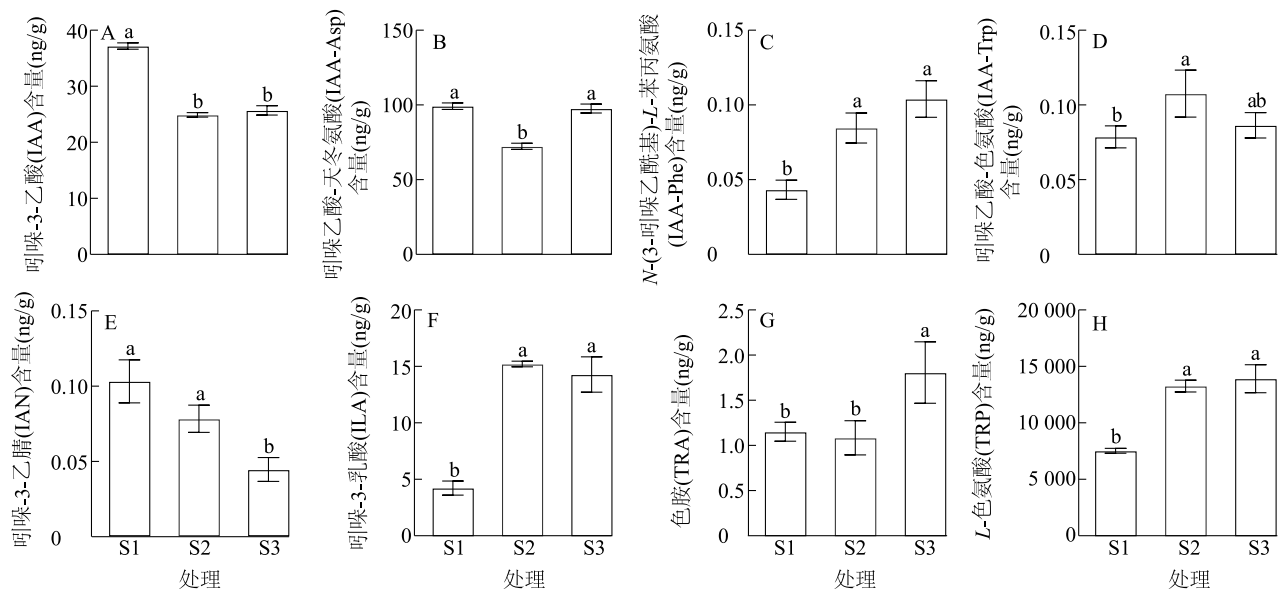 吲哚-3-乙酸(IAA)含量(ng/g)
40
30
20
10
0
A
a
b
b
吲哚乙酸-天冬氨酸(IAA-Asp)
含量(ng/g)
150
100
50
0
B
a
b
a
N-(3-吲哚乙酰基)-L-苯丙氨酸
(IAA-Phe)含量(ng/g)
0.15
0.10
0.05
0
C
b
a
a
吲哚乙酸-色氨酸(IAA-Trp)
含量(ng/g)
0.15
0.10
0.05
0
D
b
a
ab
吲哚-3-乙腈(IAN)含量(ng/g)
0.15
0.10
0.05
0
E
a
a
b
S1 S2 S3
处理
吲哚-3-乳酸(ILA)含量(ng/g)
20
15
10
5
0
F
b
a
a
S1 S2 S3
处理
色胺(TRA)含量(ng/g)
2.5
2.0
1.5
1.0
0.5
0
G
b
b
a
S1 S2 S3
处理
L-色氨酸(TRP)含量(ng/g)
20 000
15 000
10 000
5 000
0
H
b
a
a
S1 S2 S3
处理